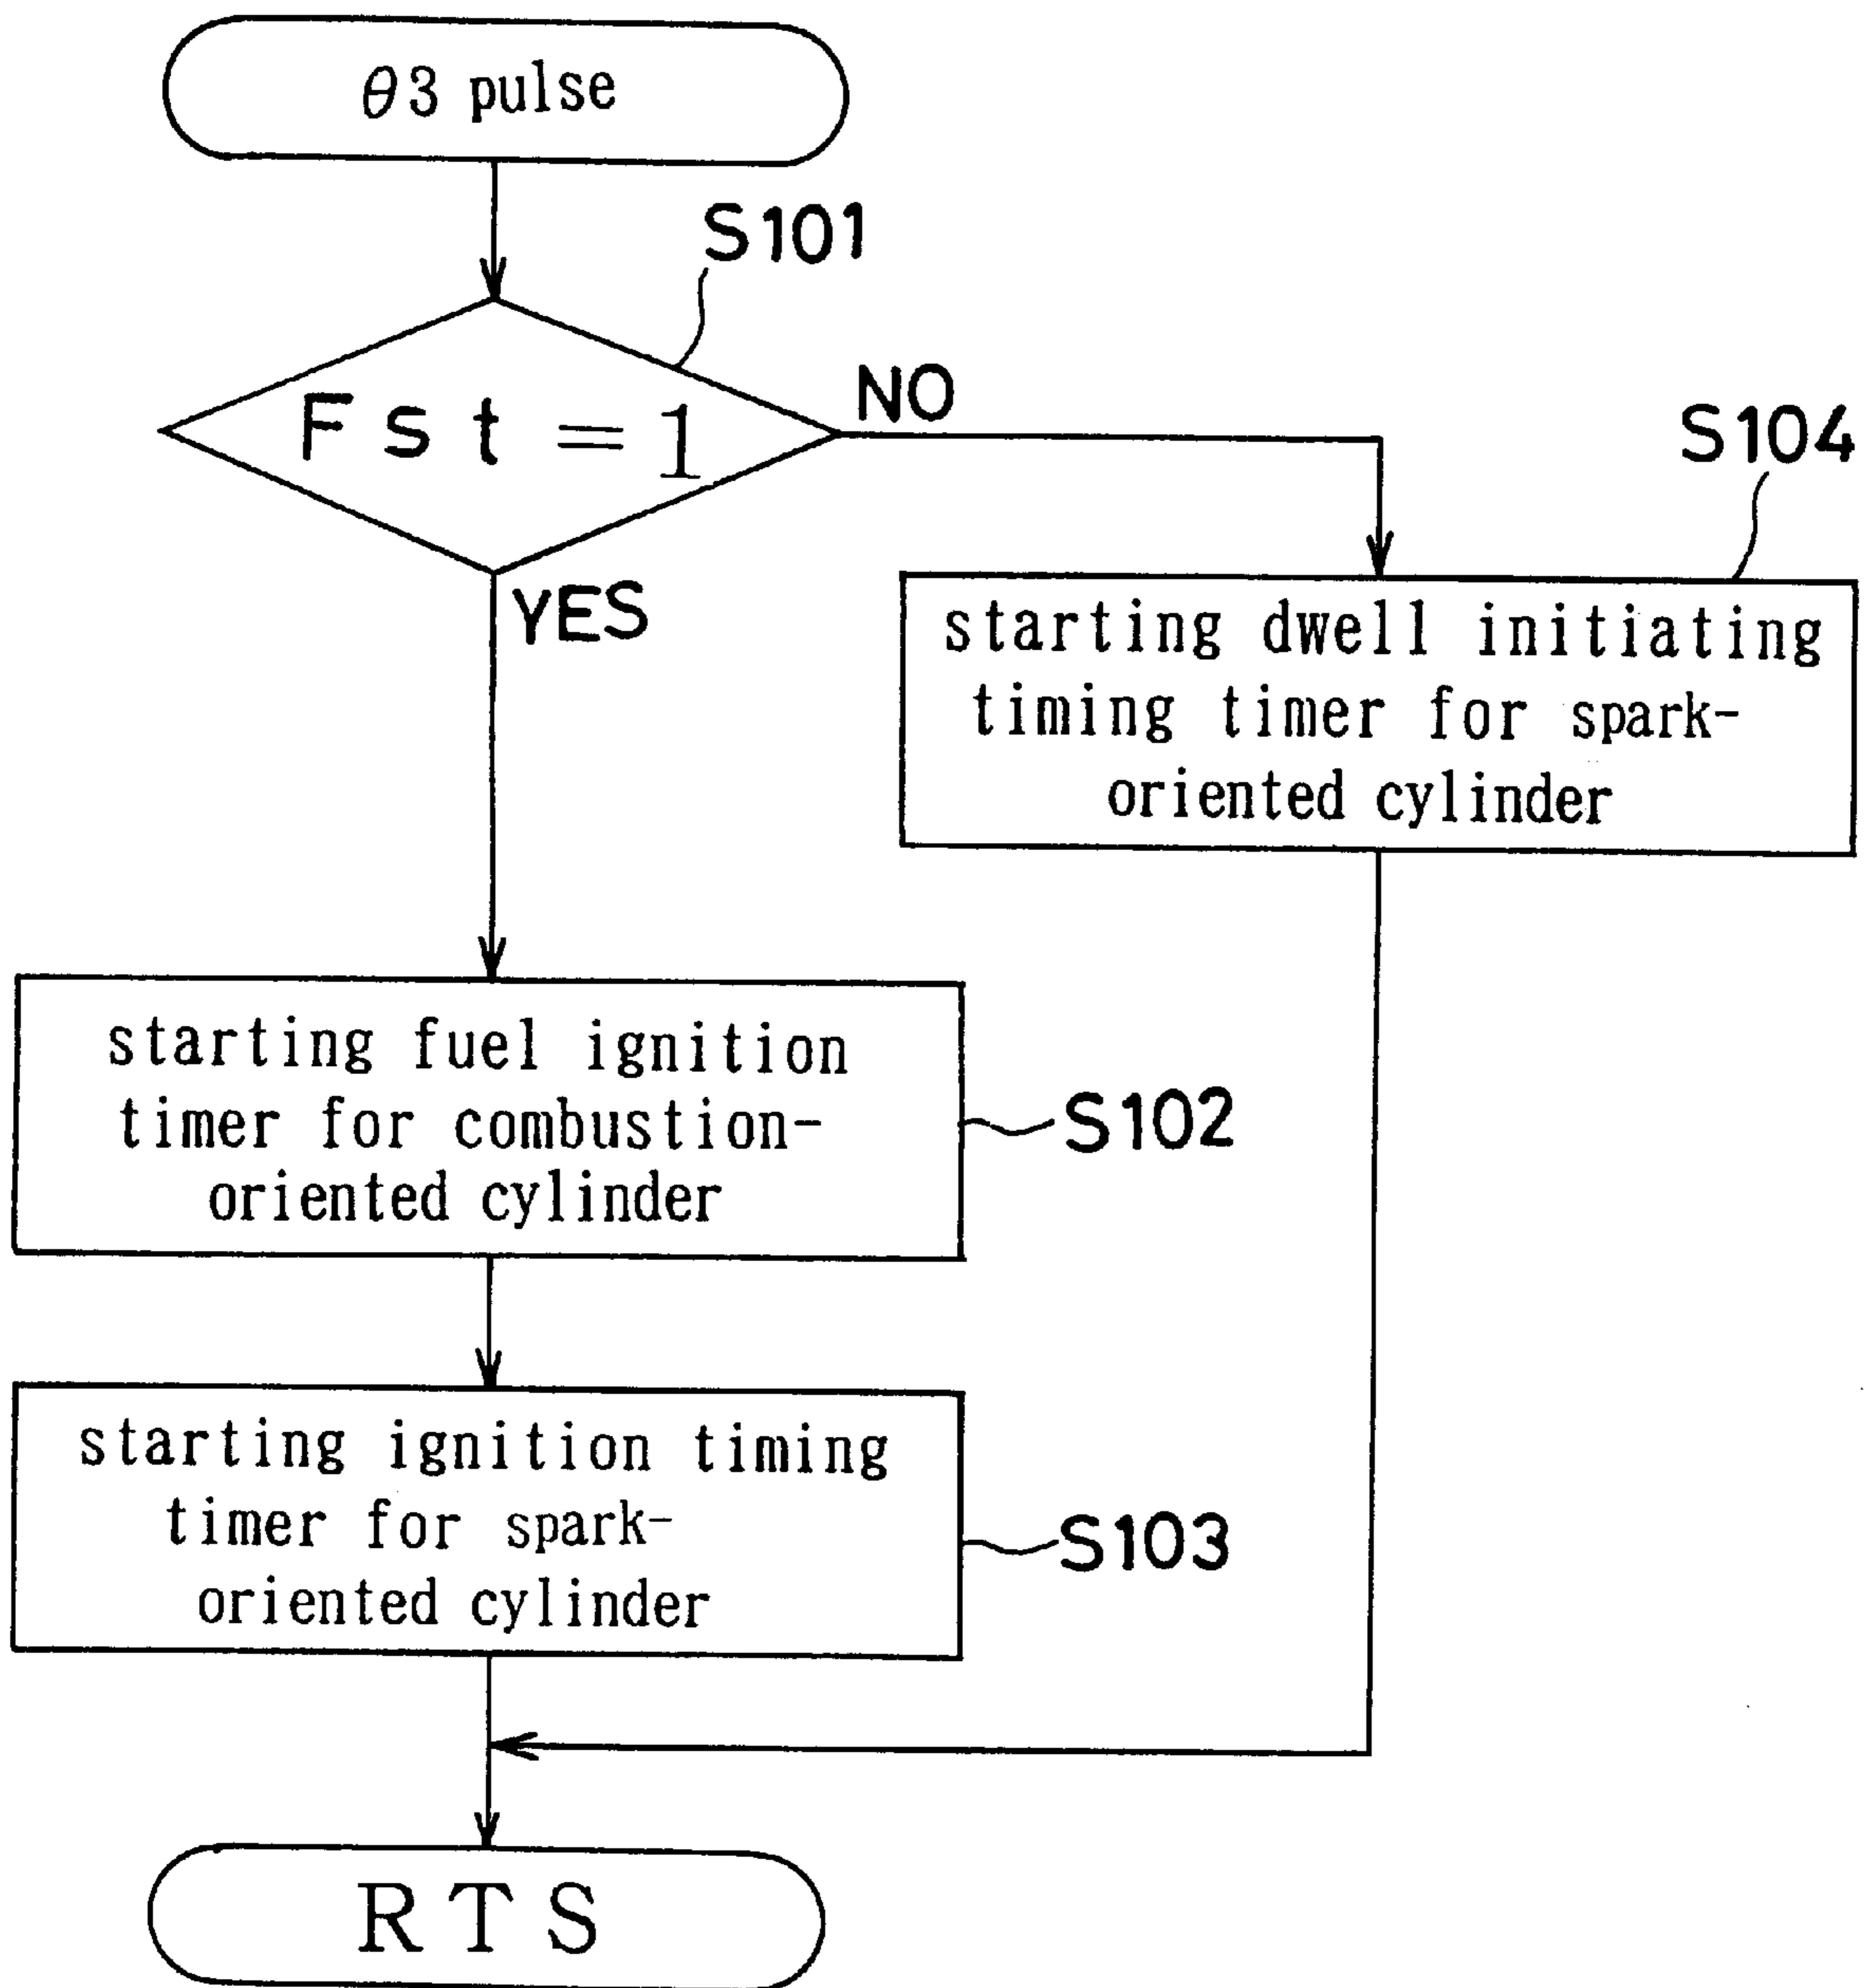 θ3 pulse
S101
Fst=1
NO
S104
YES
starting dwell initiating
timing timer for spark-
oriented cylinder
starting fuel ignition
timer for combustion-
oriented cylinder
S102
starting ignition timing
timer for spark-
oriented cylinder
S103
RTS